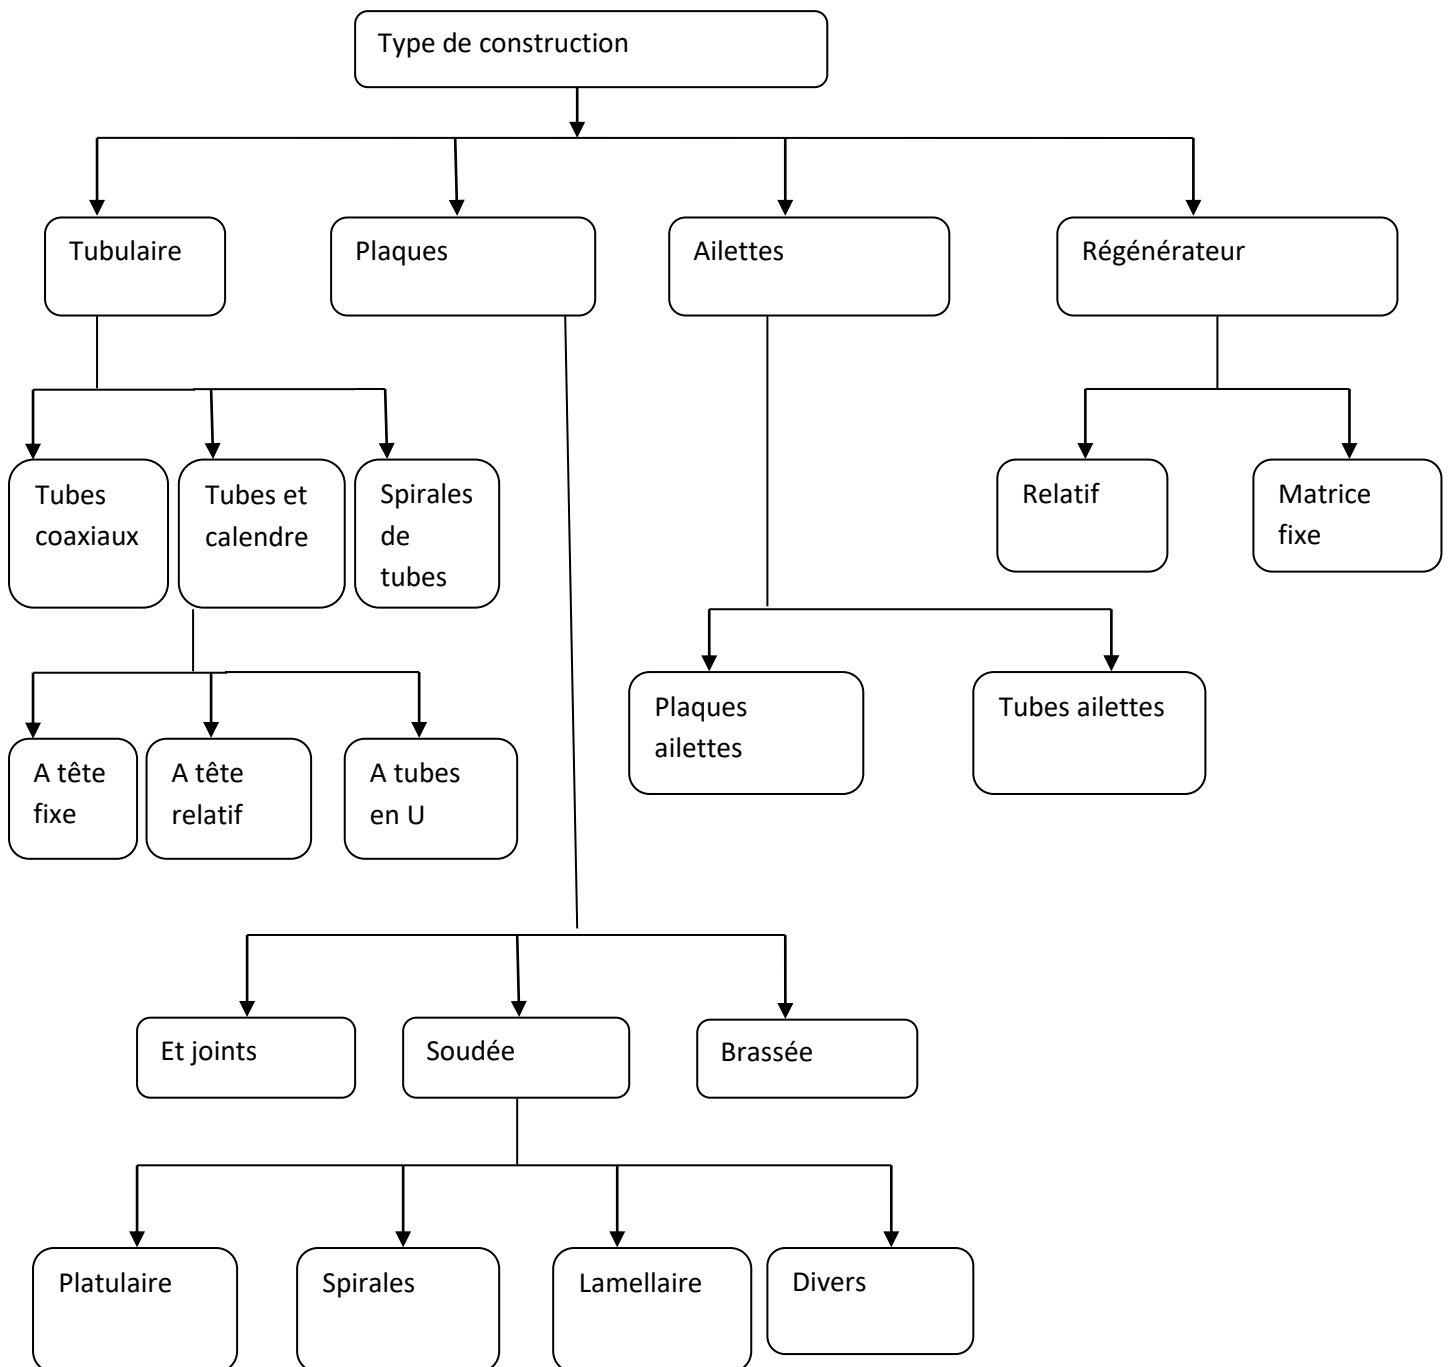 Type de construction
Tubulaire
Plaques
Ailettes
Régénérateur
Tubes
coaxiaux
Tubes et
calendre
Spirales
de
tubes
Relatif
Matrice
fixe
Plaques
ailettes
Tubes ailettes
A tête
fixe
A tête
relatif
A tubes
en U
Et joints
Soudée
Brassée
Platulaire
Spirales
Lamellaire
Divers